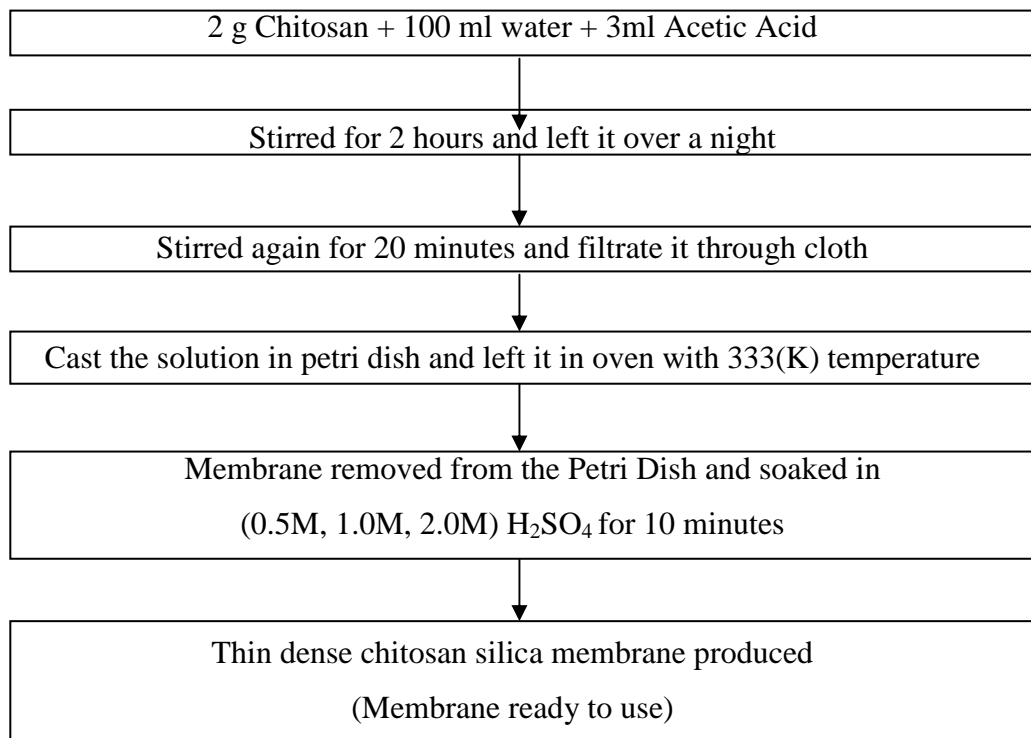 2 g Chitosan + 100 ml water + 3ml Acetic Acid
Stirred for 2 hours and left it over a night
Stirred again for 20 minutes and filtrate it through cloth
Cast the solution in petri dish and left it in oven with 333(K) temperature
Membrane removed from the Petri Dish and soaked in
(0.5M, 1.0M, 2.0M) H₂SO₄ for 10 minutes
Thin dense chitosan silica membrane produced
(Membrane ready to use)